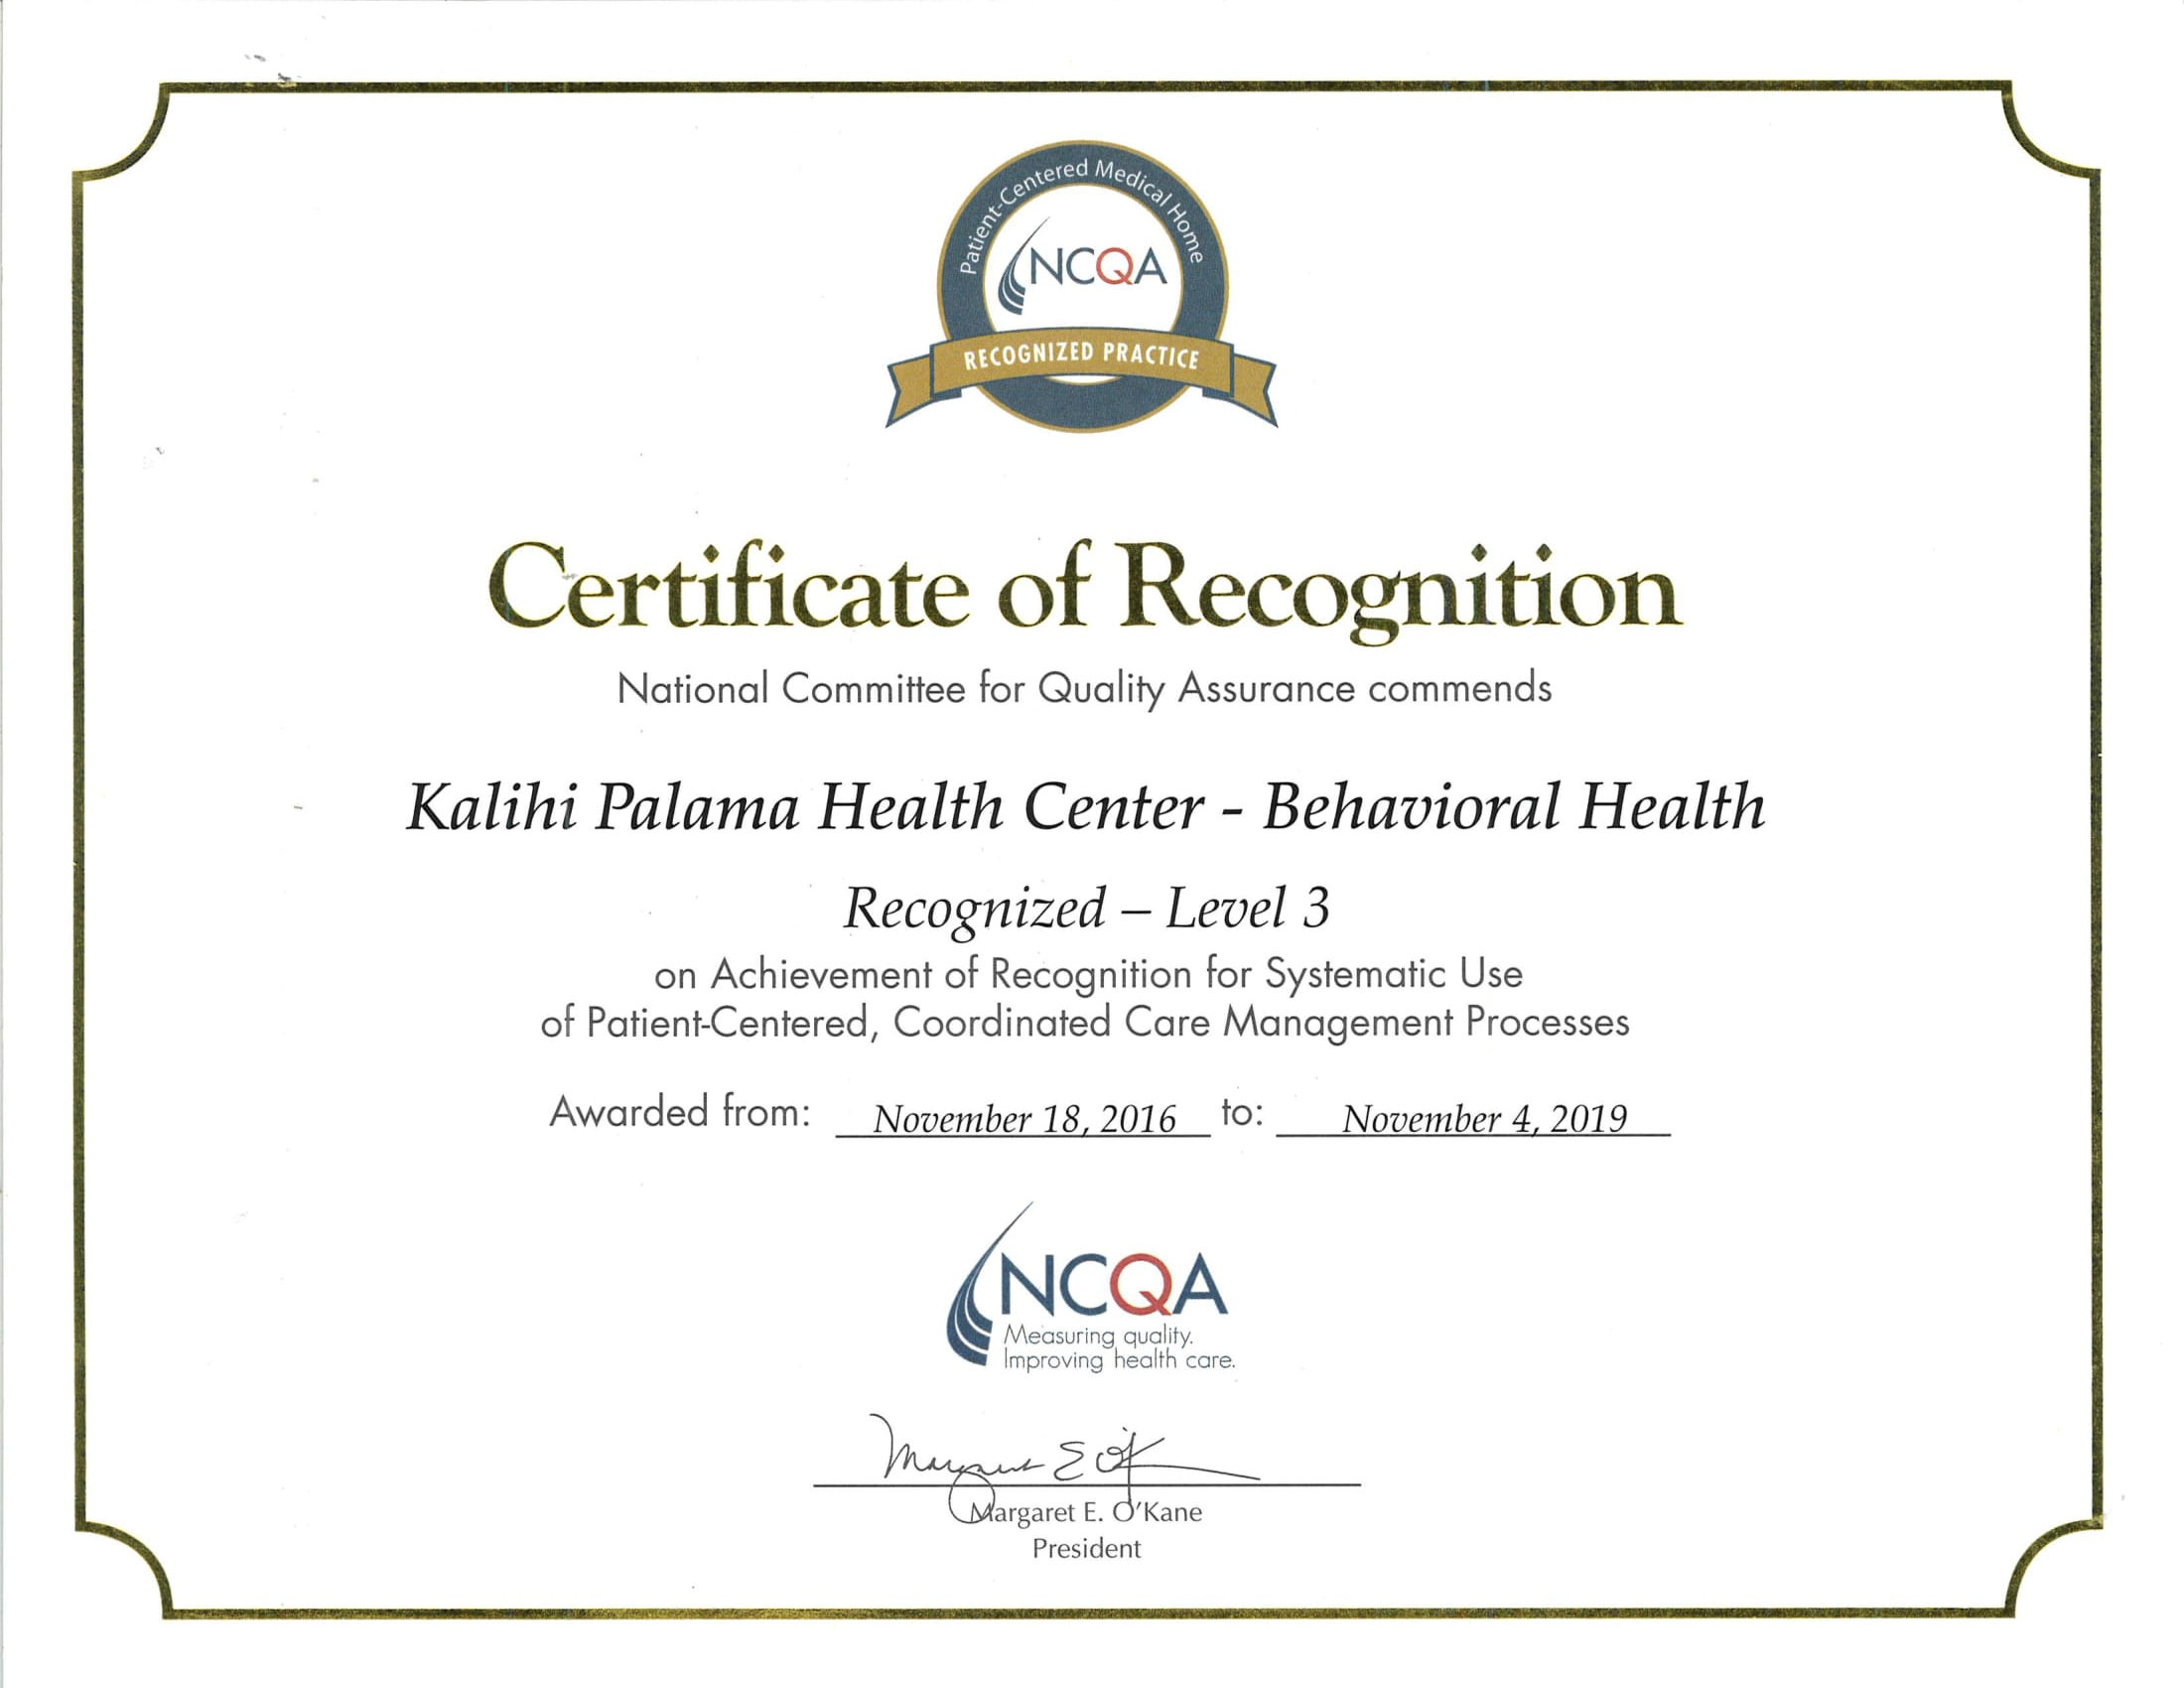 Patient-Centered Medical Home
NCQA
RECOGNIZED PRACTICE
Certificate of Recognition
National Committee for Quality Assurance commends
Kalihi Palama Health Center - Behavioral Health
Recognized – Level 3
on Achievement of Recognition for Systematic Use
of Patient-Centered, Coordinated Care Management Processes
Awarded from: November 18, 2016 to: November 4, 2019
NCQA
Measuring quality.
Improving health care.
Margaret E. O'Kane
President